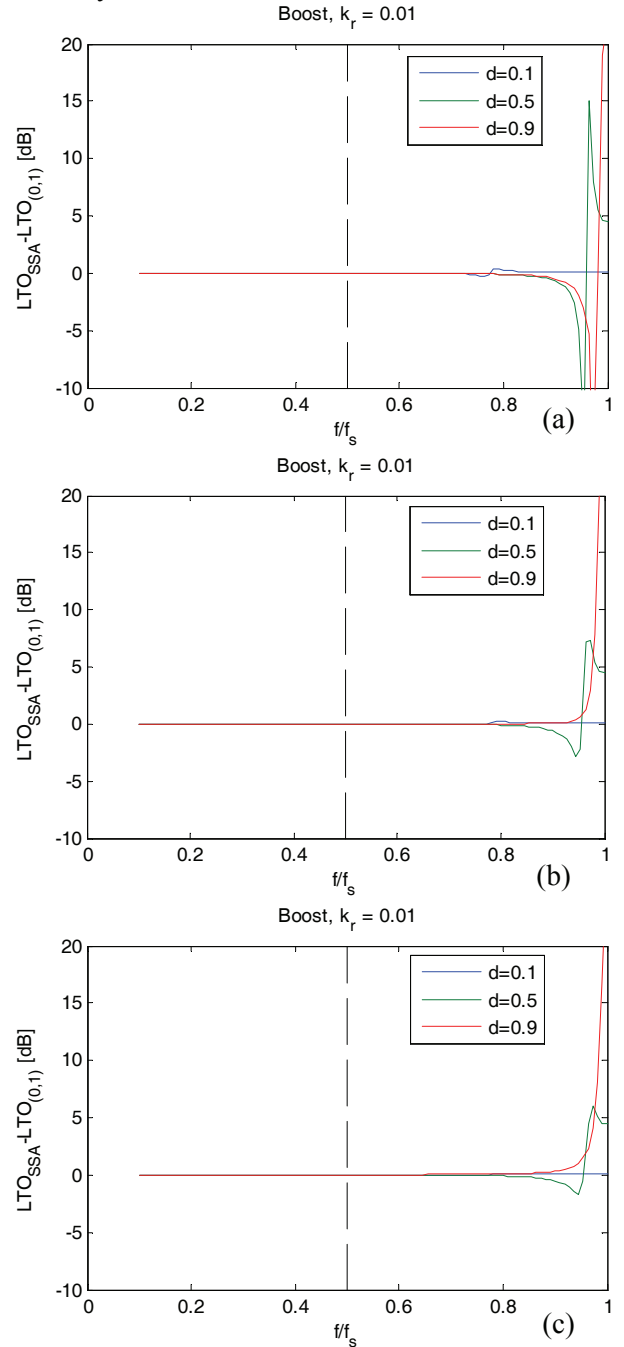 Boost, k_r = 0.01
20
15
10
5
0
-5
-10
LTO_SSA-LTO_(0,1) [dB]
d=0.1
d=0.5
d=0.9
0
0.2
0.4
0.6
0.8
1
f/f_s
(a)
Boost, k_r = 0.01
20
15
10
5
0
-5
-10
LTO_SSA-LTO_(0,1) [dB]
d=0.1
d=0.5
d=0.9
0
0.2
0.4
0.6
0.8
1
f/f_s
(b)
Boost, k_r = 0.01
20
15
10
5
0
-5
-10
LTO_SSA-LTO_(0,1) [dB]
d=0.1
d=0.5
d=0.9
0
0.2
0.4
0.6
0.8
1
f/f_s
(c)